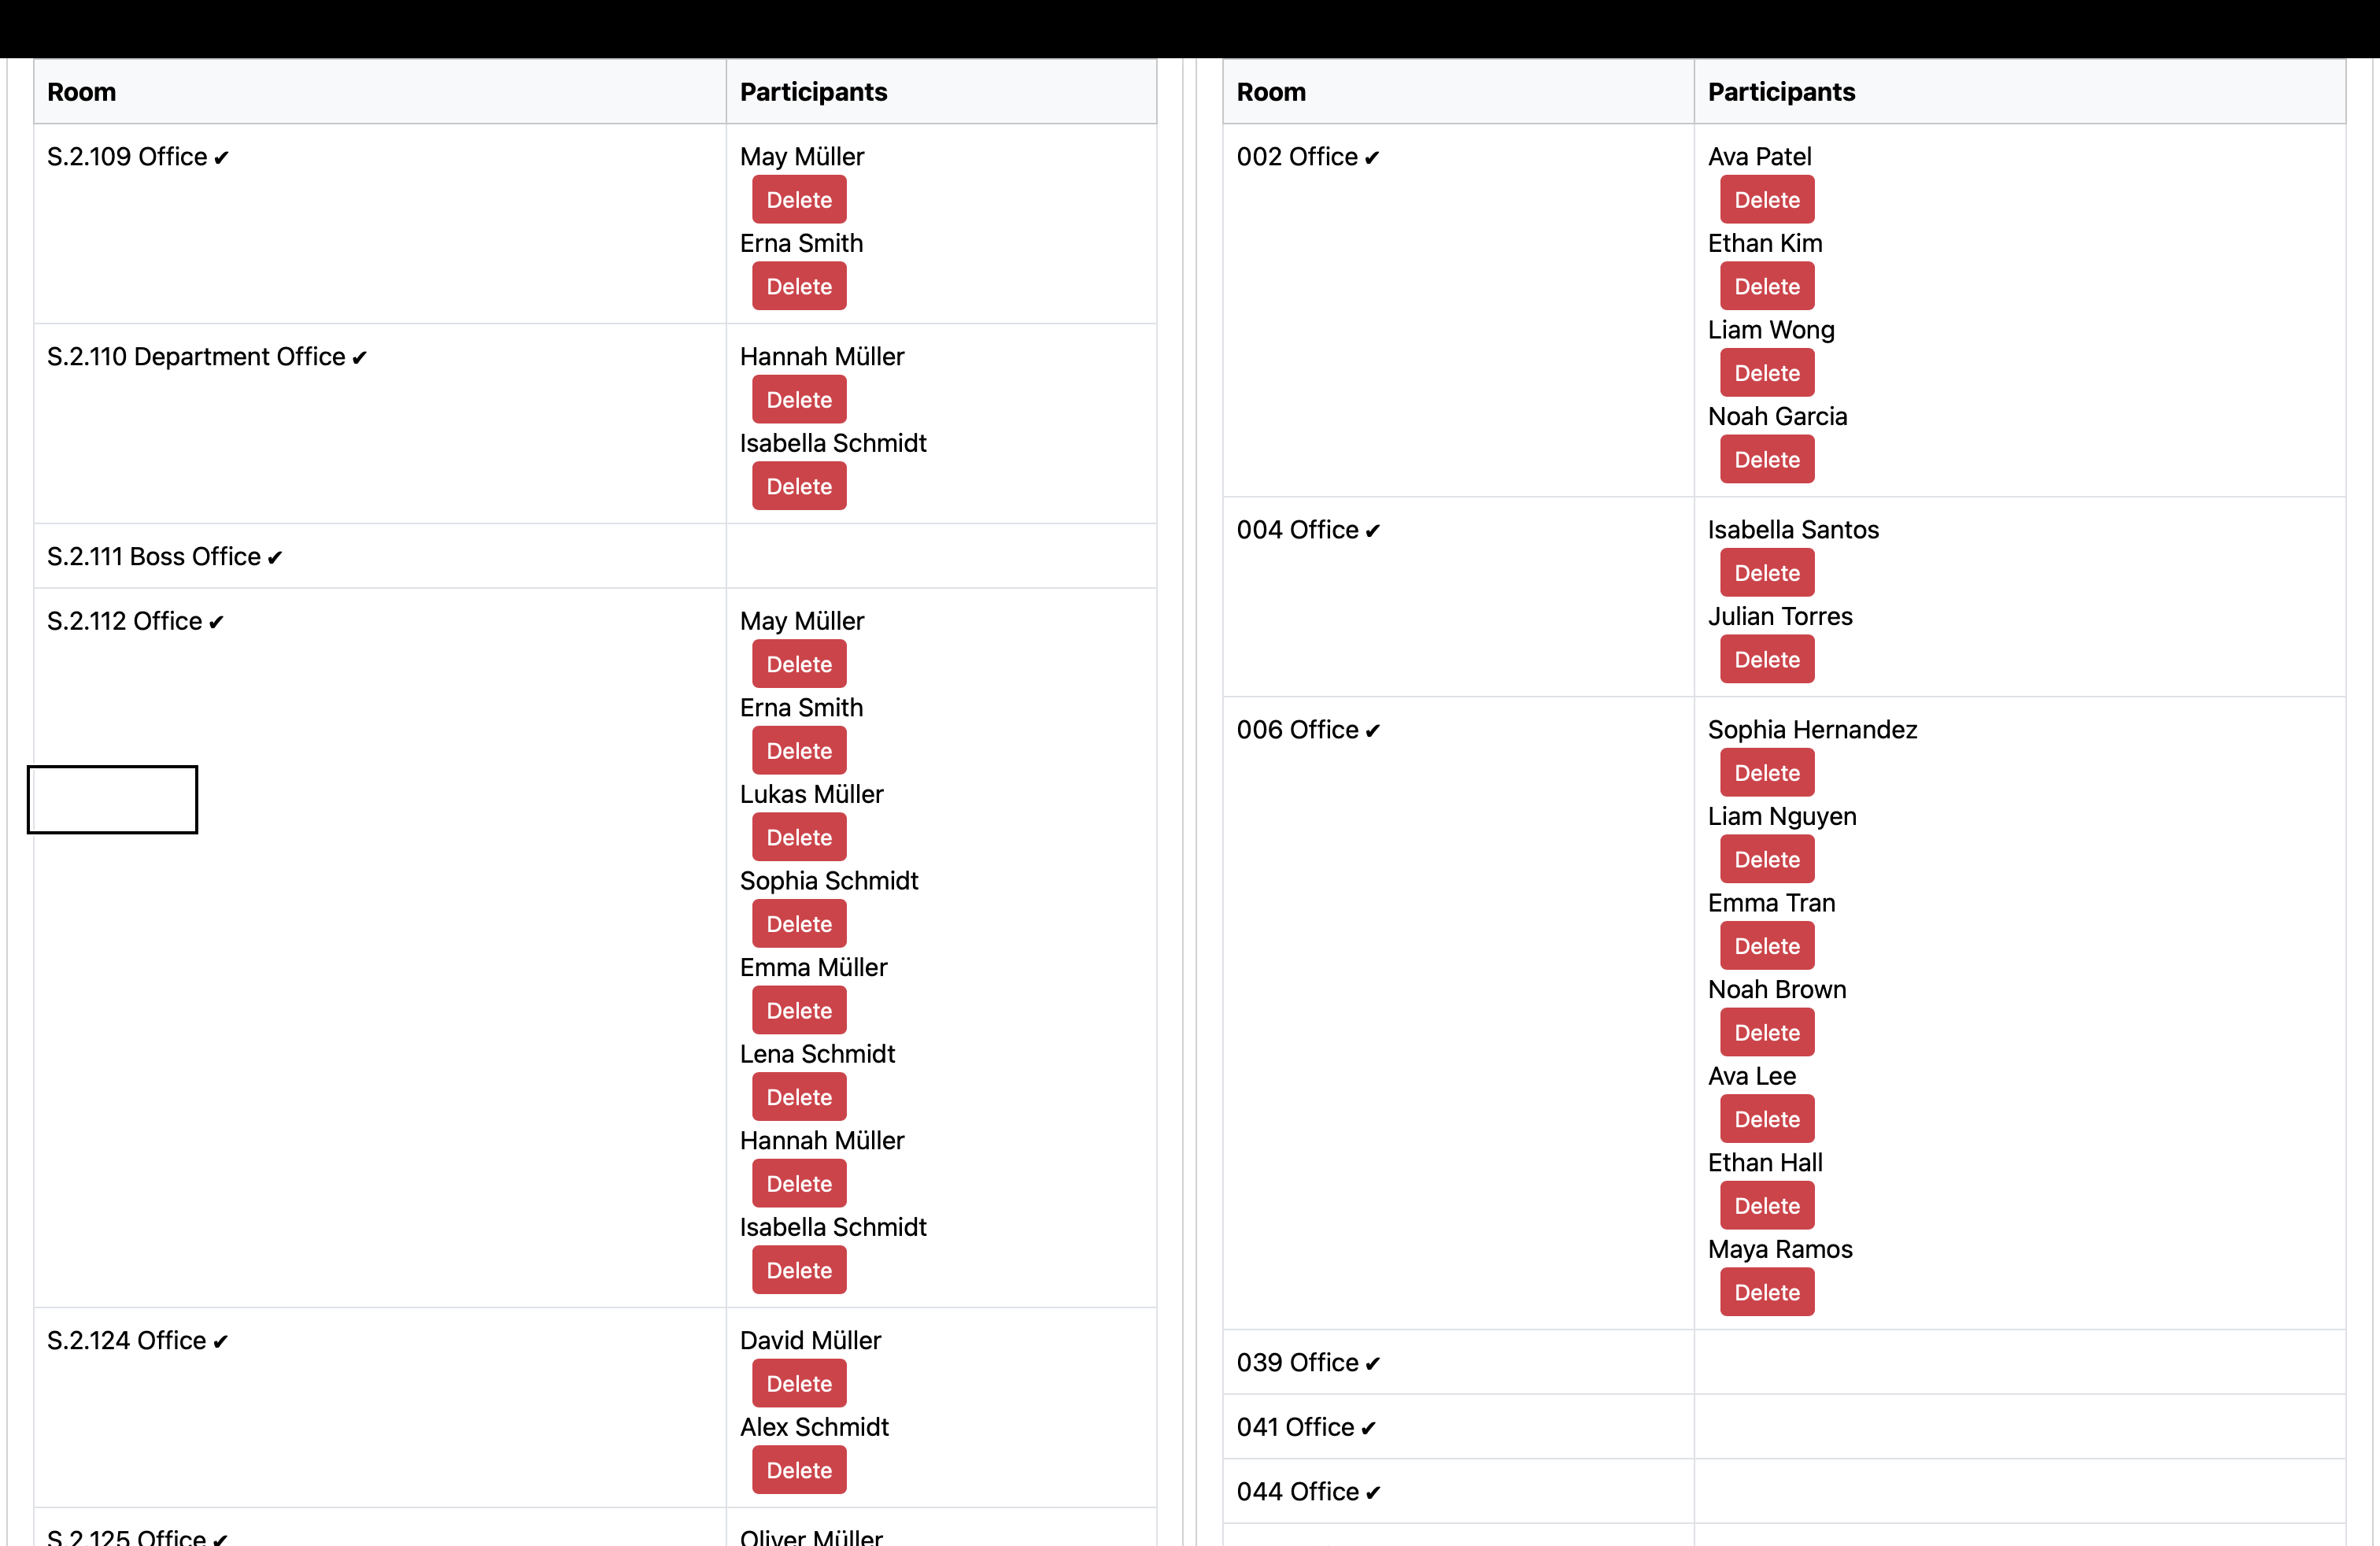 Room
Participants
S.2.109 Office ✔
May Müller
Delete
Erna Smith
Delete
S.2.110 Department Office ✔
Hannah Müller
Delete
Isabella Schmidt
Delete
S.2.111 Boss Office ✔
S.2.112 Office ✔
May Müller
Delete
Erna Smith
Delete
Lukas Müller
Delete
Sophia Schmidt
Delete
Emma Müller
Delete
Lena Schmidt
Delete
Hannah Müller
Delete
Isabella Schmidt
Delete
S.2.124 Office ✔
David Müller
Delete
Alex Schmidt
Delete
S.2.125 Office ✔
Oliver Müller
Room
Participants
002 Office ✔
Ava Patel
Delete
Ethan Kim
Delete
Liam Wong
Delete
Noah Garcia
Delete
004 Office ✔
Isabella Santos
Delete
Julian Torres
Delete
006 Office ✔
Sophia Hernandez
Delete
Liam Nguyen
Delete
Emma Tran
Delete
Noah Brown
Delete
Ava Lee
Delete
Ethan Hall
Delete
Maya Ramos
Delete
039 Office ✔
041 Office ✔
044 Office ✔